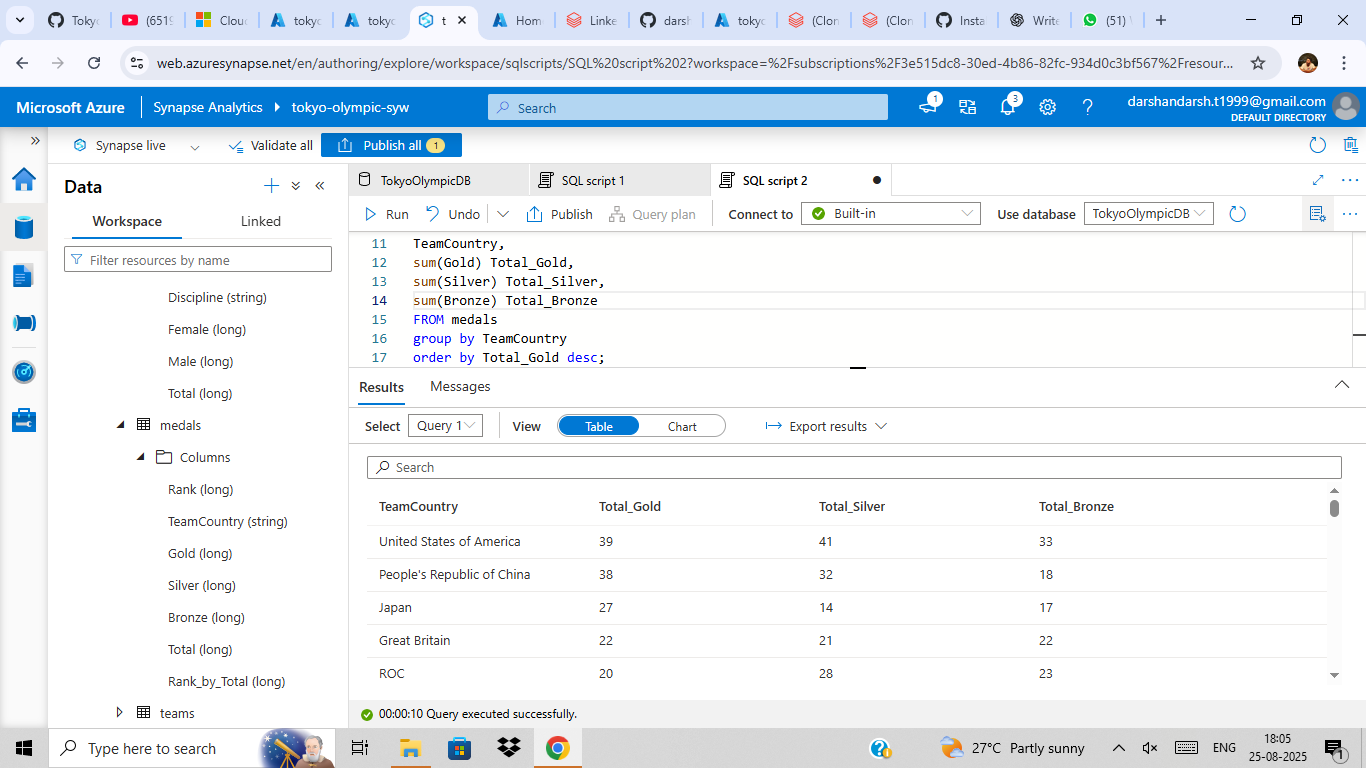 Tokyo
(6519
Cloud
tokyo
tokyo
t
Hom
Linke
darsh
tokyo
(Clon
(Clon
Insta
Write
(51)
web.azuresynapse.net/en/authoring/explore/workspace/sqlscripts/SQL%20script%202?workspace=%2Fsubscriptions%2F3e515dc8-30ed-4b86-82fc-934d0c3bf567%2Fresour...
Microsoft Azure
Synapse Analytics
tokyo-olympic-syw
Search
1
3
darshandarsh.t1999@gmail.com
DEFAULT DIRECTORY
Synapse live
Validate all
Publish all 1
Data
Workspace
Linked
Filter resources by name
Discipline (string)
Female (long)
Male (long)
Total (long)
medals
Columns
Rank (long)
TeamCountry (string)
Gold (long)
Silver (long)
Bronze (long)
Total (long)
Rank_by_Total (long)
teams
TokyoOlympicDB
SQL script 1
SQL script 2
Run
Undo
Publish
Query plan
Connect to
Built-in
Use database
TokyoOlympicDB
11 TeamCountry,
12 sum(Gold) Total_Gold,
13 sum(Silver) Total_Silver,
14 sum(Bronze) Total_Bronze
15 FROM medals
16 group by TeamCountry
17 order by Total_Gold desc;
Results
Messages
Select
Query 1
View
Table
Chart
Export results
Search
TeamCountry Total_Gold Total_Silver Total_Bronze
United States of America 39 41 33
People's Republic of China 38 32 18
Japan 27 14 17
Great Britain 22 21 22
ROC 20 28 23
00:00:10 Query executed successfully.
Type here to search
27°C Partly sunny
ENG
18:05
25-08-2025
1